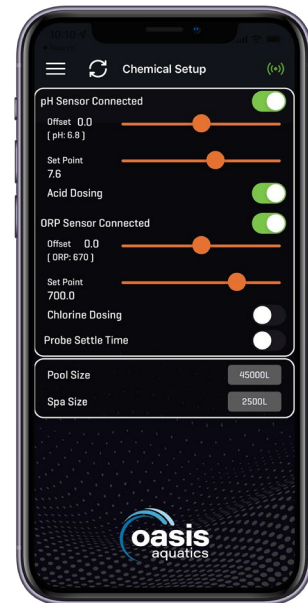 10:10
Chemical Setup
pH Sensor Connected
Offset 0.0
( pH: 6.8 )
Set Point
7.6
Acid Dosing
ORP Sensor Connected
Offset 0.0
( ORP: 670 )
Set Point
700.0
Chlorine Dosing
Probe Settle Time
Pool Size 45000L
Spa Size 2500L
oasis
aquatics